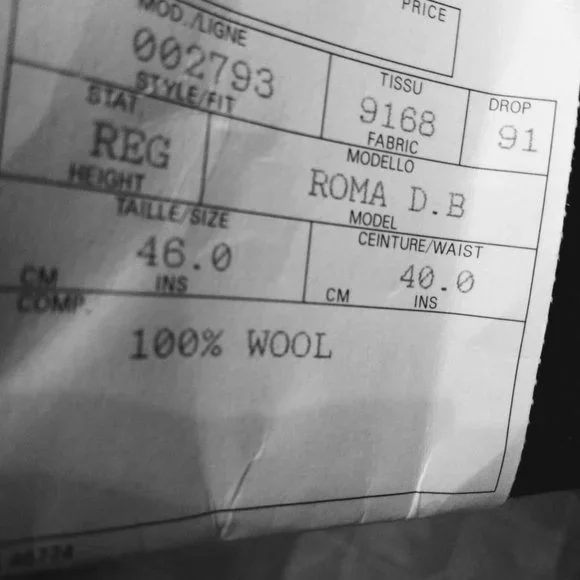 PRICE
MOD./LIGNE
002793
STYLE/FIT
TISSU
9168
FABRIC
DROP
91
STAT
REG
HEIGHT
MODELLO
ROMA D.B
MODEL
TAILLE/SIZE
46.0
CM INS
CEINTURE/WAIST
40.0
CM INS
COMP.
100% WOOL